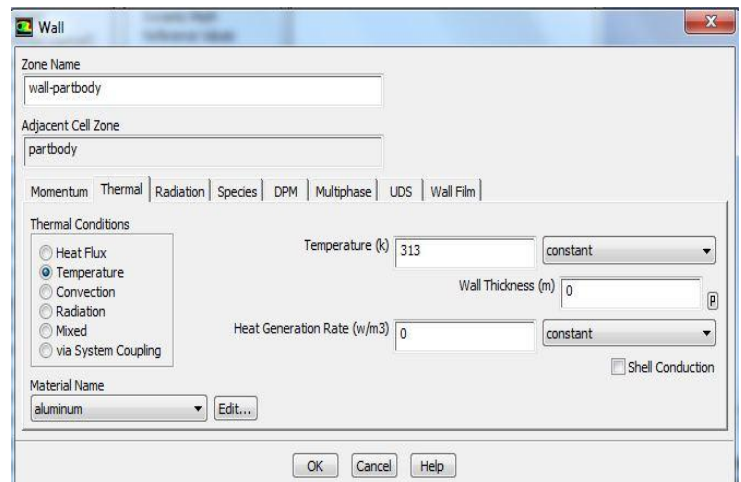 Wall
X
Zone Name
wall-partbody
Adjacent Cell Zone
partbody
Momentum Thermal Radiation Species DPM Multiphase UDS Wall Film
Thermal Conditions
Heat Flux
Temperature
Convection
Radiation
Mixed
via System Coupling
Temperature (k) 313 constant
Wall Thickness (m) 0 P
Heat Generation Rate (w/m3) 0 constant
Shell Conduction
Material Name
aluminum Edit...
OK Cancel Help